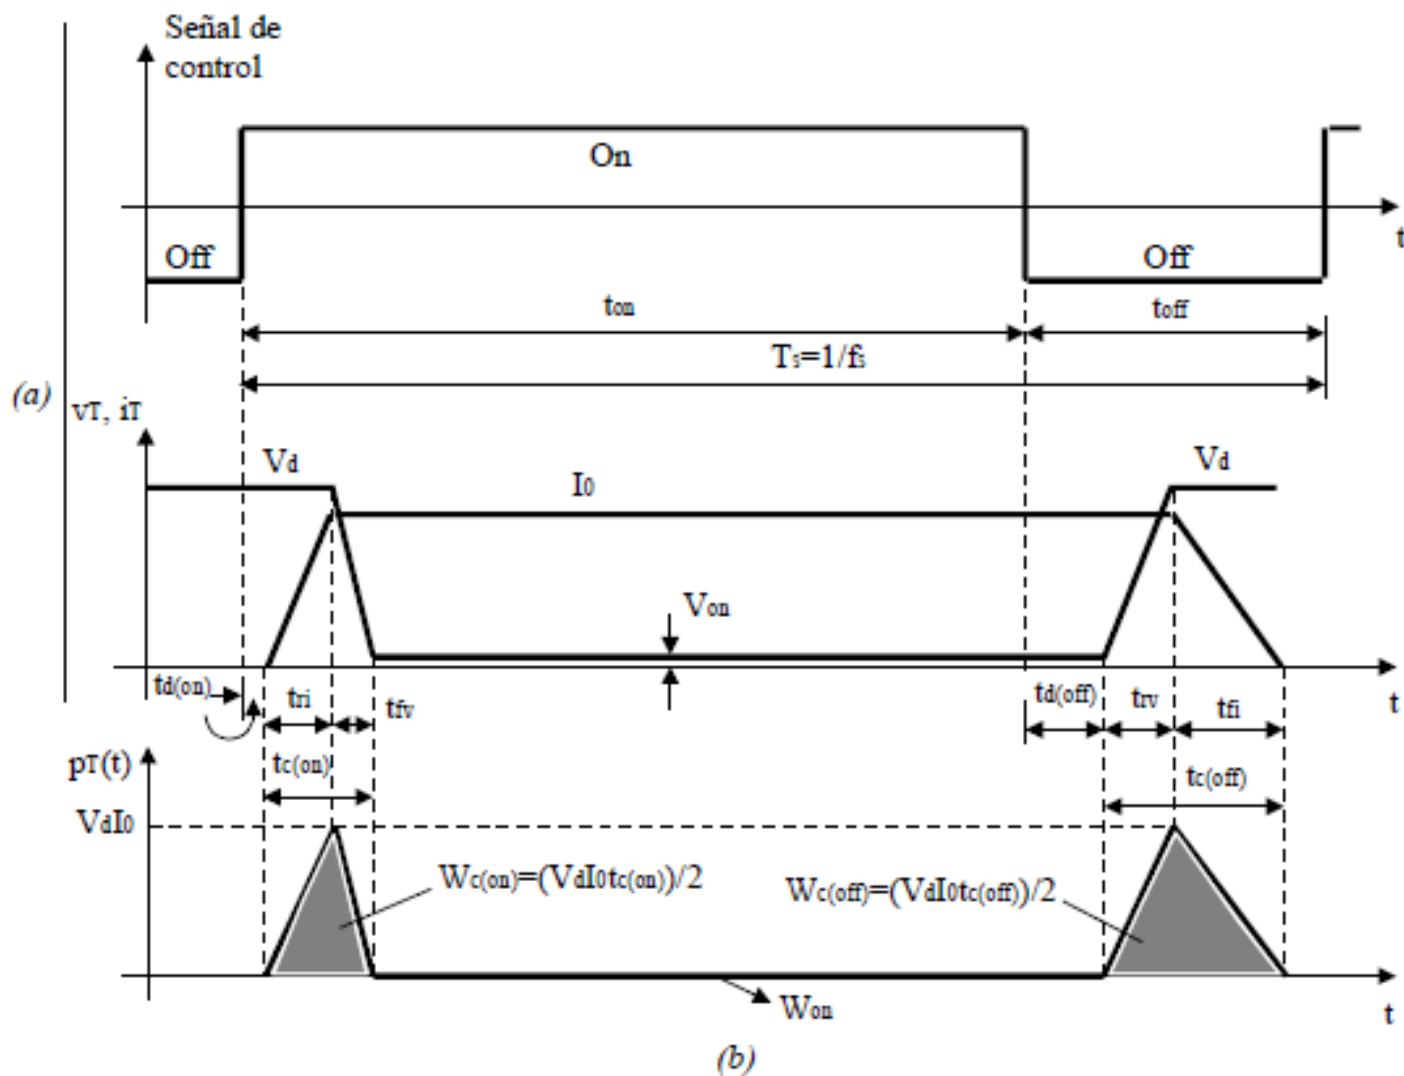 Señal de
control
On
Off
Off
t
ton
toff
Ts=1/fs
(a)
vT, iT
Vd
I0
Vd
Von
td(on)
tri
tfv
td(off)
trv
tfi
t
pT(t)
tc(on)
tc(off)
VdI0
Wc(on)=(VdI0tc(on))/2
Wc(off)=(VdI0tc(off))/2
Won
t
(b)